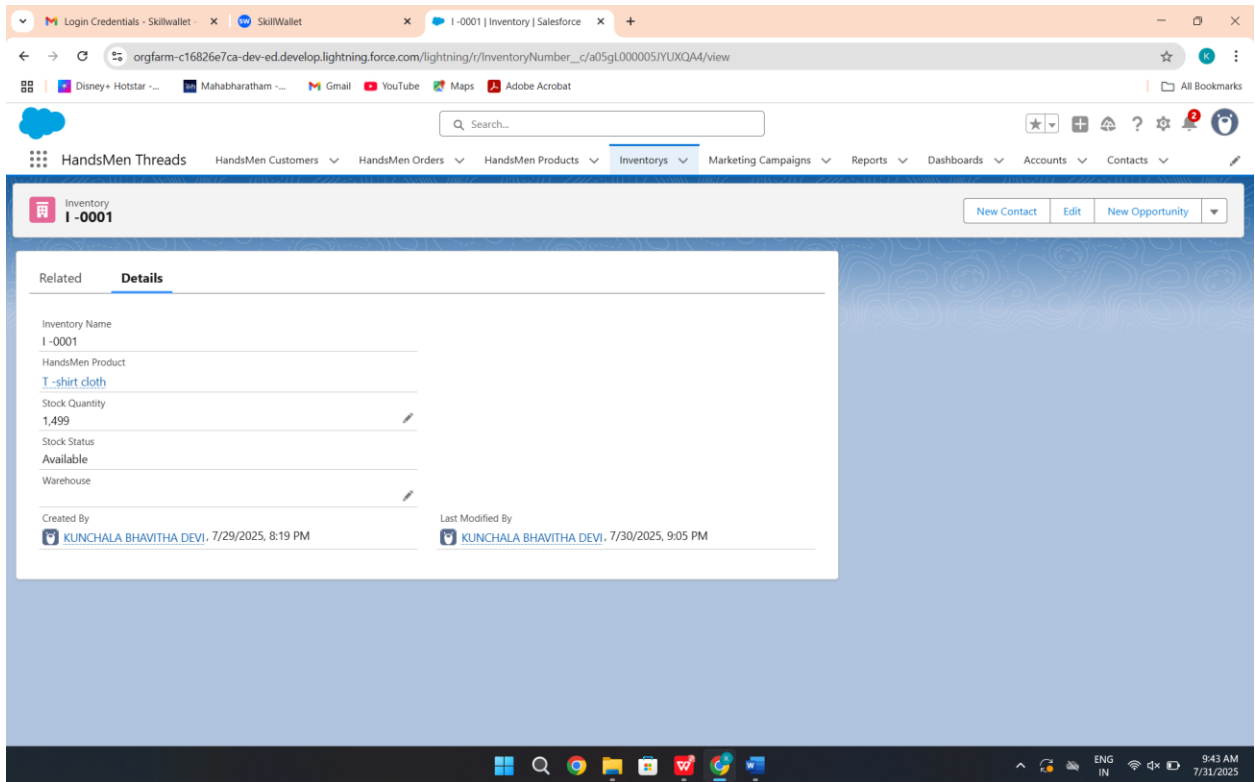 Login Credentials - Skillwallet -
SkillWallet
I -0001 | Inventory | Salesforce
orgfarm-c16826e7ca-dev-ed.develop.lightning.force.com/lightning/r/InventoryNumber__c/a05gL000005JYUXQA4/view
K
Disney+ Hotstar -...
Mahabharatham -...
Gmail
YouTube
Maps
Adobe Acrobat
All Bookmarks
Search...
2
HandsMen Threads
HandsMen Customers
HandsMen Orders
HandsMen Products
Inventorys
Marketing Campaigns
Reports
Dashboards
Accounts
Contacts
Inventory
I -0001
New Contact
Edit
New Opportunity
Related
Details
Inventory Name
I -0001
HandsMen Product
T -shirt cloth
Stock Quantity
1,499
Stock Status
Available
Warehouse
Created By
KUNCHALA BHAVITHA DEVI, 7/29/2025, 8:19 PM
Last Modified By
KUNCHALA BHAVITHA DEVI, 7/30/2025, 9:05 PM
ENG
IN
9:43 AM
7/31/2025